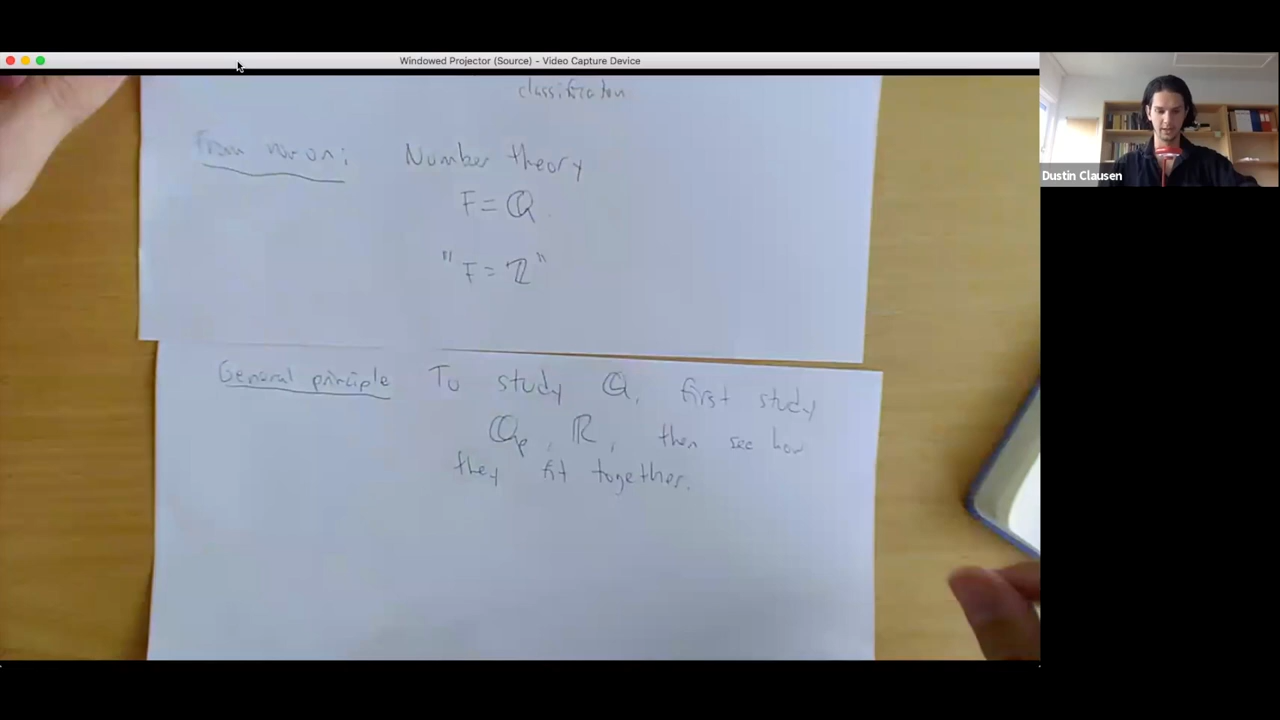 Windowed Projector (Source) - Video Capture Device
classification
From now on: Number theory
F = ℚ
"F = ℤ"
General principle To study ℚ, first study
ℚp, ℝ, then see how
they fit together.
Dustin Clausen